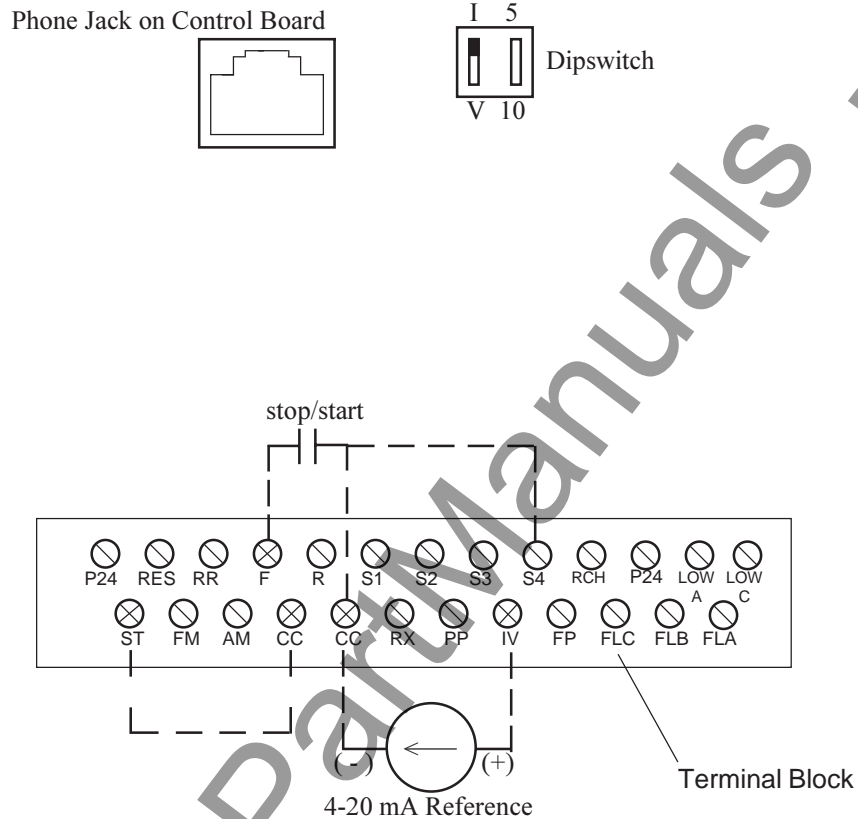 Phone Jack on Control Board
I 5
Dipswitch
V 10
stop/start
P24 RES RR F R S1 S2 S3 S4 RCH P24 LOW A LOW C
ST FM AM CC CC RX PP IV FP FLC FLB FLA
(-) (+)
4-20 mA Reference
Terminal Block
PartManuals